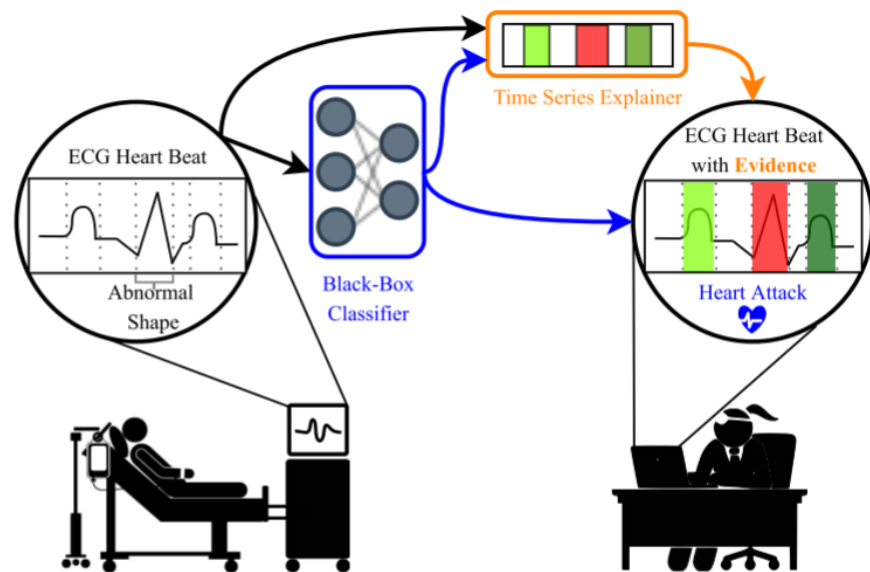 Time Series Explainer
ECG Heart Beat
Abnormal
Shape
Black-Box
Classifier
ECG Heart Beat
with Evidence
Heart Attack